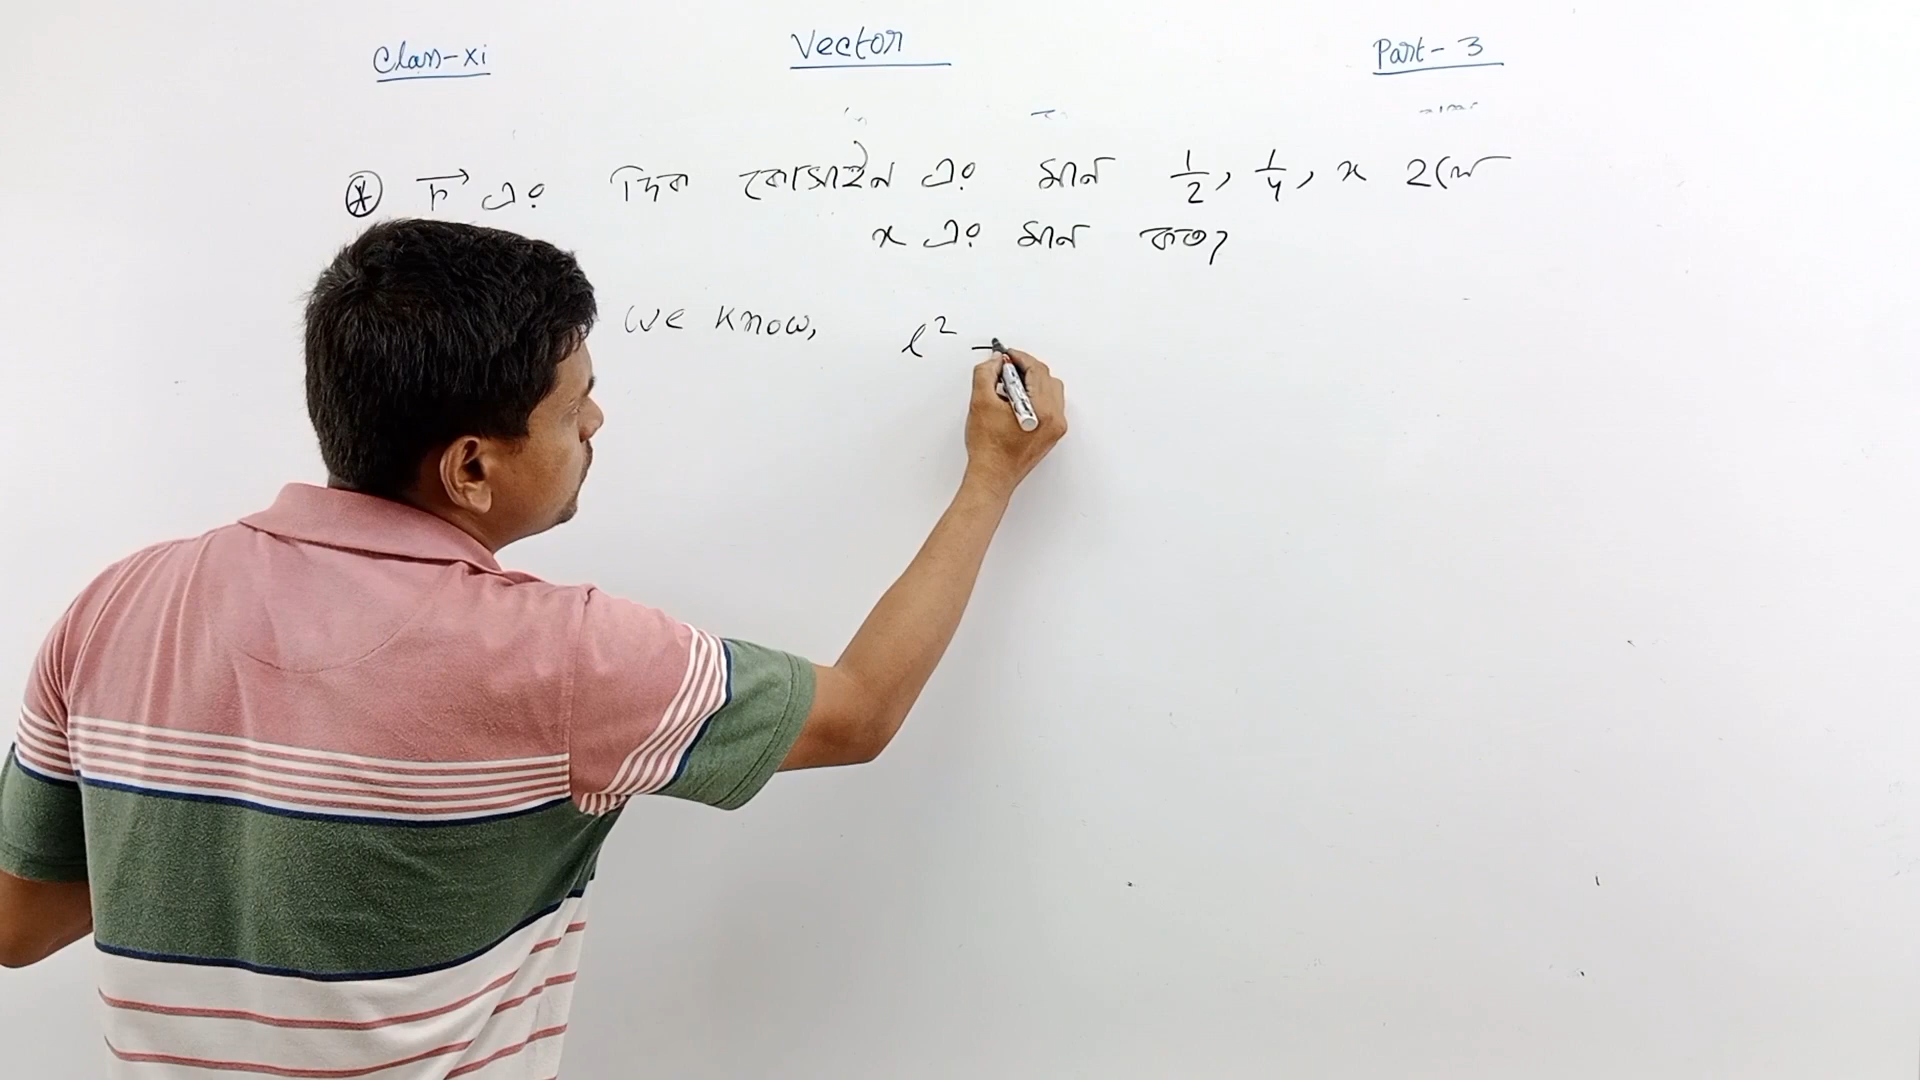 Class-xi Vector Part-3
* r⃗ এর দিক কোসাইন এর মান 1/2, 1/4, x হলে
x এর মান কত?
We know, l²